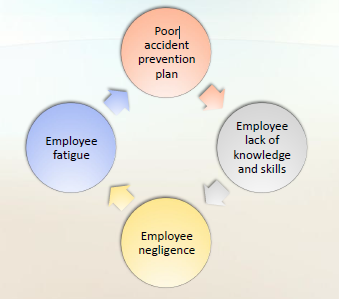 Poor
accident
prevention
plan
Employee
lack of
knowledge
and skills
Employee
negligence
Employee
fatigue